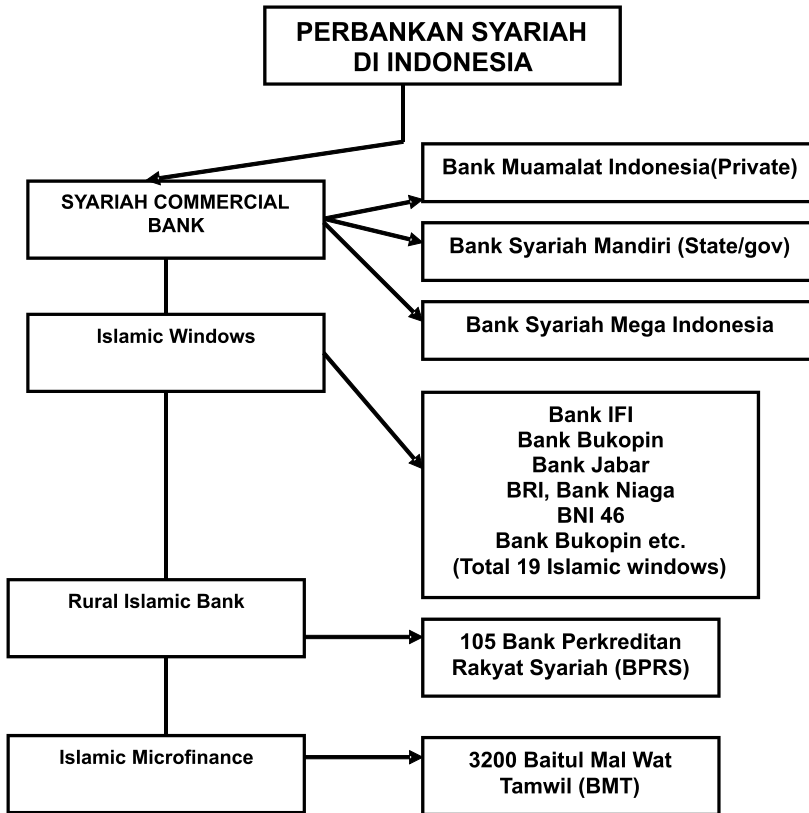 PERBANKAN SYARIAH
DI INDONESIA
SYARIAH COMMERCIAL
BANK
Bank Muamalat Indonesia(Private)
Bank Syariah Mandiri (State/gov)
Bank Syariah Mega Indonesia
Islamic Windows
Bank IFI
Bank Bukopin
Bank Jabar
BRI, Bank Niaga
BNI 46
Bank Bukopin etc.
(Total 19 Islamic windows)
Rural Islamic Bank
105 Bank Perkreditan
Rakyat Syariah (BPRS)
Islamic Microfinance
3200 Baitul Mal Wat
Tamwil (BMT)